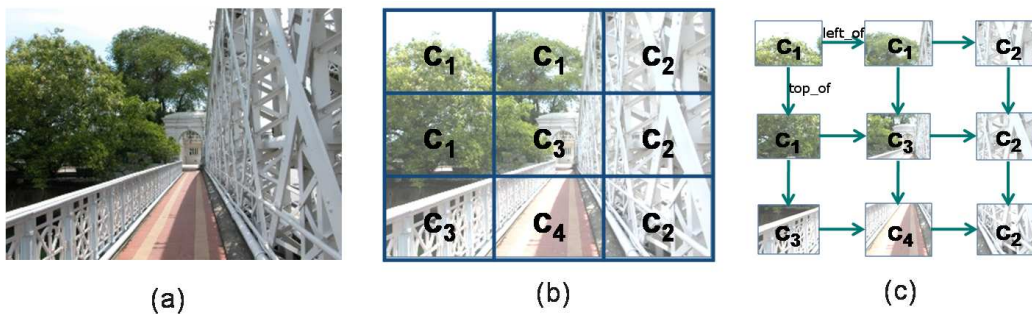 C1 C1 C2
C1 C3 C2
C3 C4 C2
(b)
C1 left_of C1 C2
top_of
C1 C3 C2
C3 C4 C2
(a) (c)